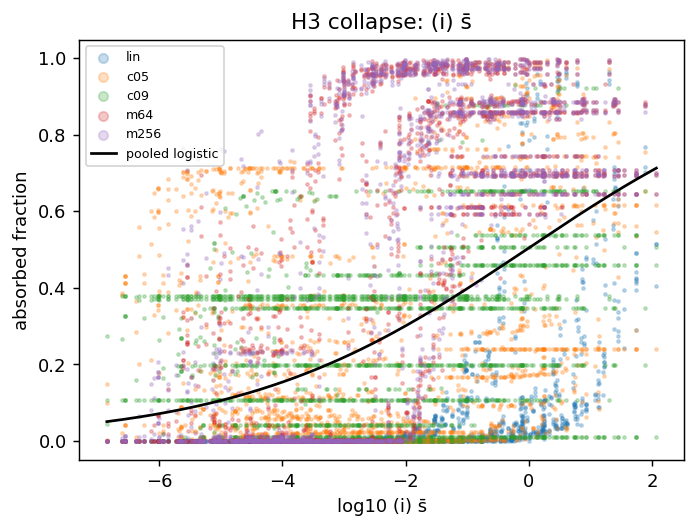 H3 collapse: (i) s̄
lin
c05
c09
m64
m256
pooled logistic
absorbed fraction
1.0
0.8
0.6
0.4
0.2
0.0
−6
−4
−2
0
2
log10 (i) s̄